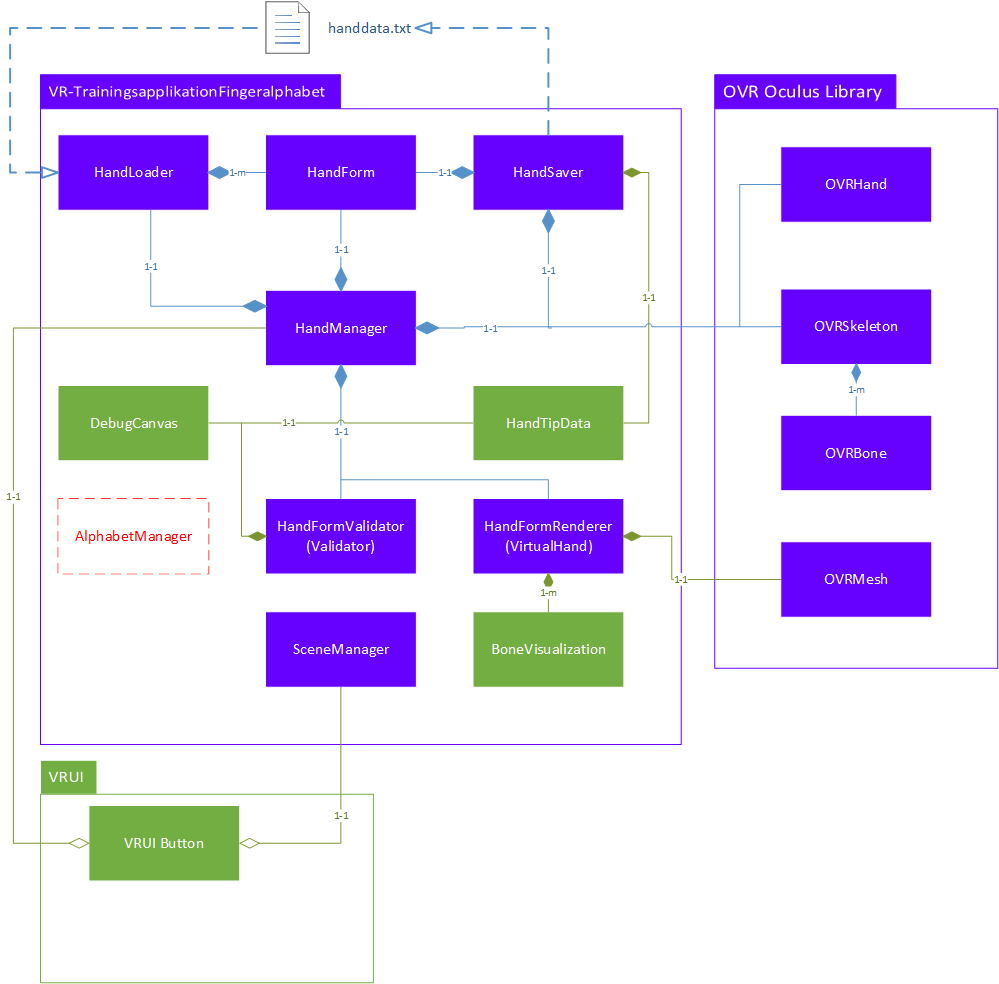 handdata.txt
VR-TrainingsapplikationFingeralphabet
OVR Oculus Library
HandLoader
1-m
HandForm
1-1
HandSaver
OVRHand
1-1
1-1
1-1
1-1
HandManager
1-1
OVRSkeleton
1-m
DebugCanvas
1-1
1-1
HandTipData
OVRBone
1-1
AlphabetManager
HandFormValidator
(Validator)
HandFormRenderer
(VirtualHand)
1-1
OVRMesh
1-m
SceneManager
BoneVisualization
VRUI
1-1
VRUI Button